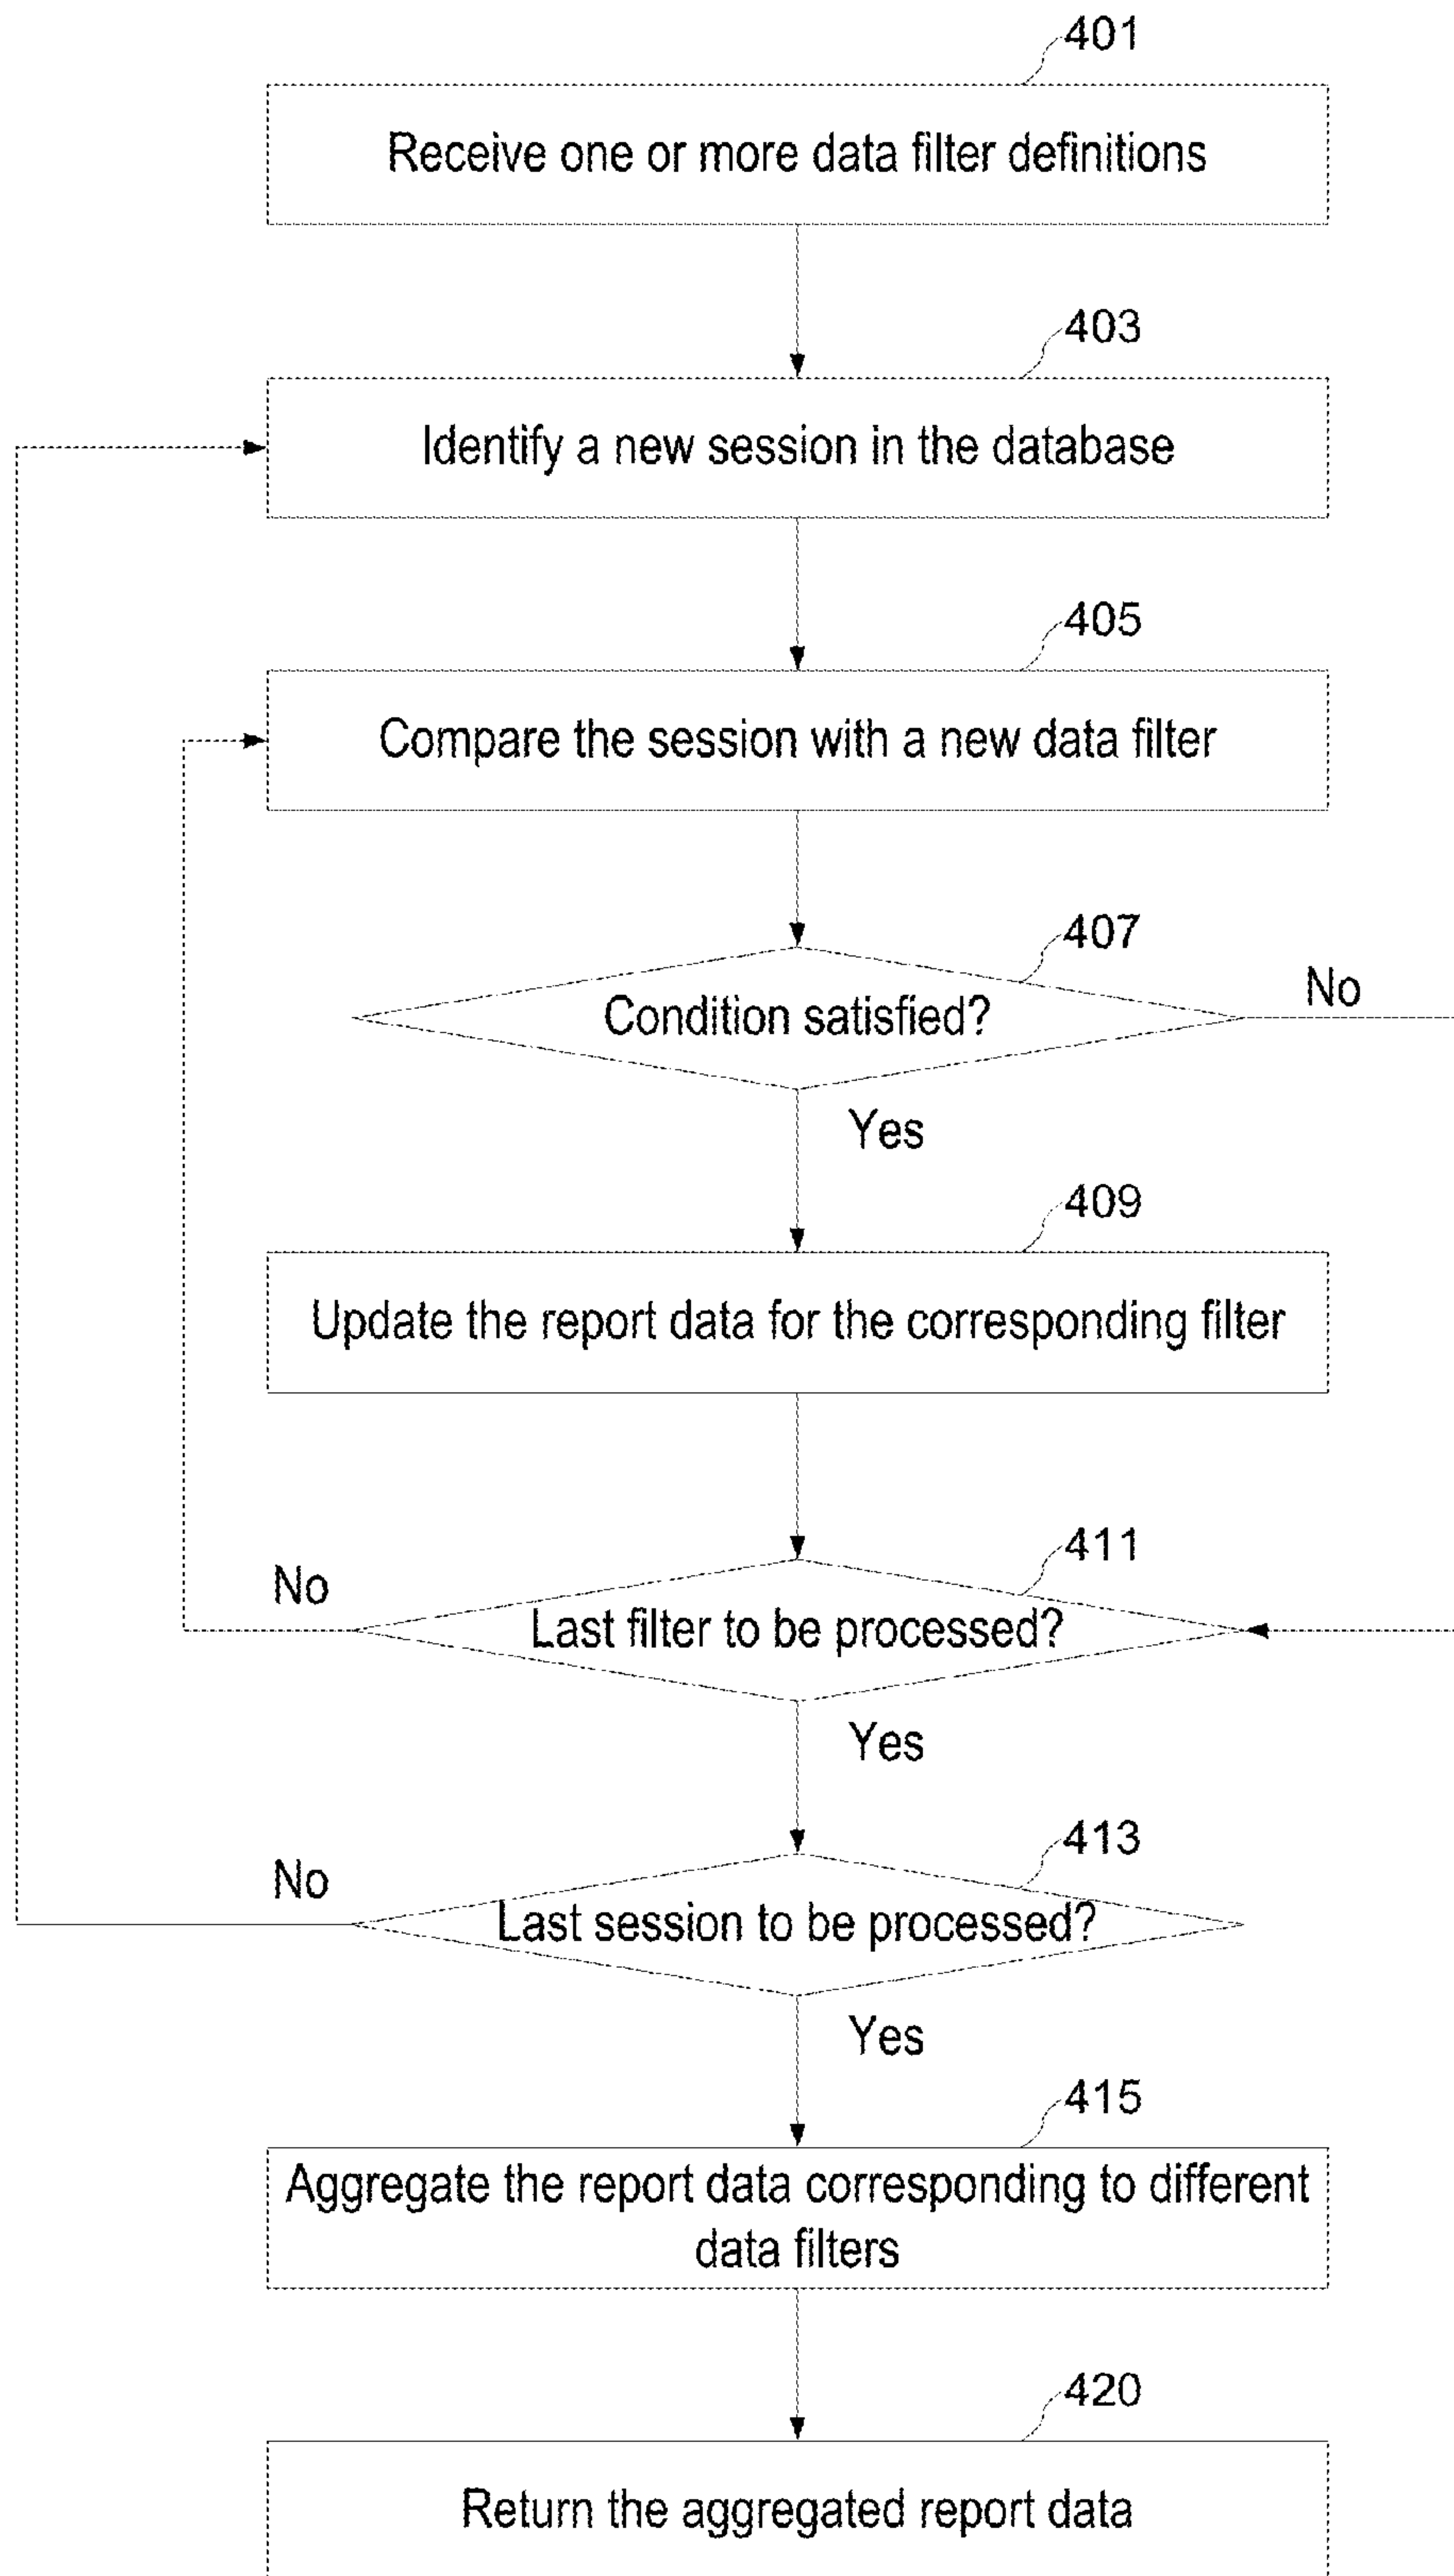 401
Receive one or more data filter definitions
403
Identify a new session in the database
405
Compare the session with a new data filter
407
Condition satisfied?
No
Yes
409
Update the report data for the corresponding filter
411
No
Last filter to be processed?
Yes
413
No
Last session to be processed?
Yes
415
Aggregate the report data corresponding to different
data filters
420
Return the aggregated report data